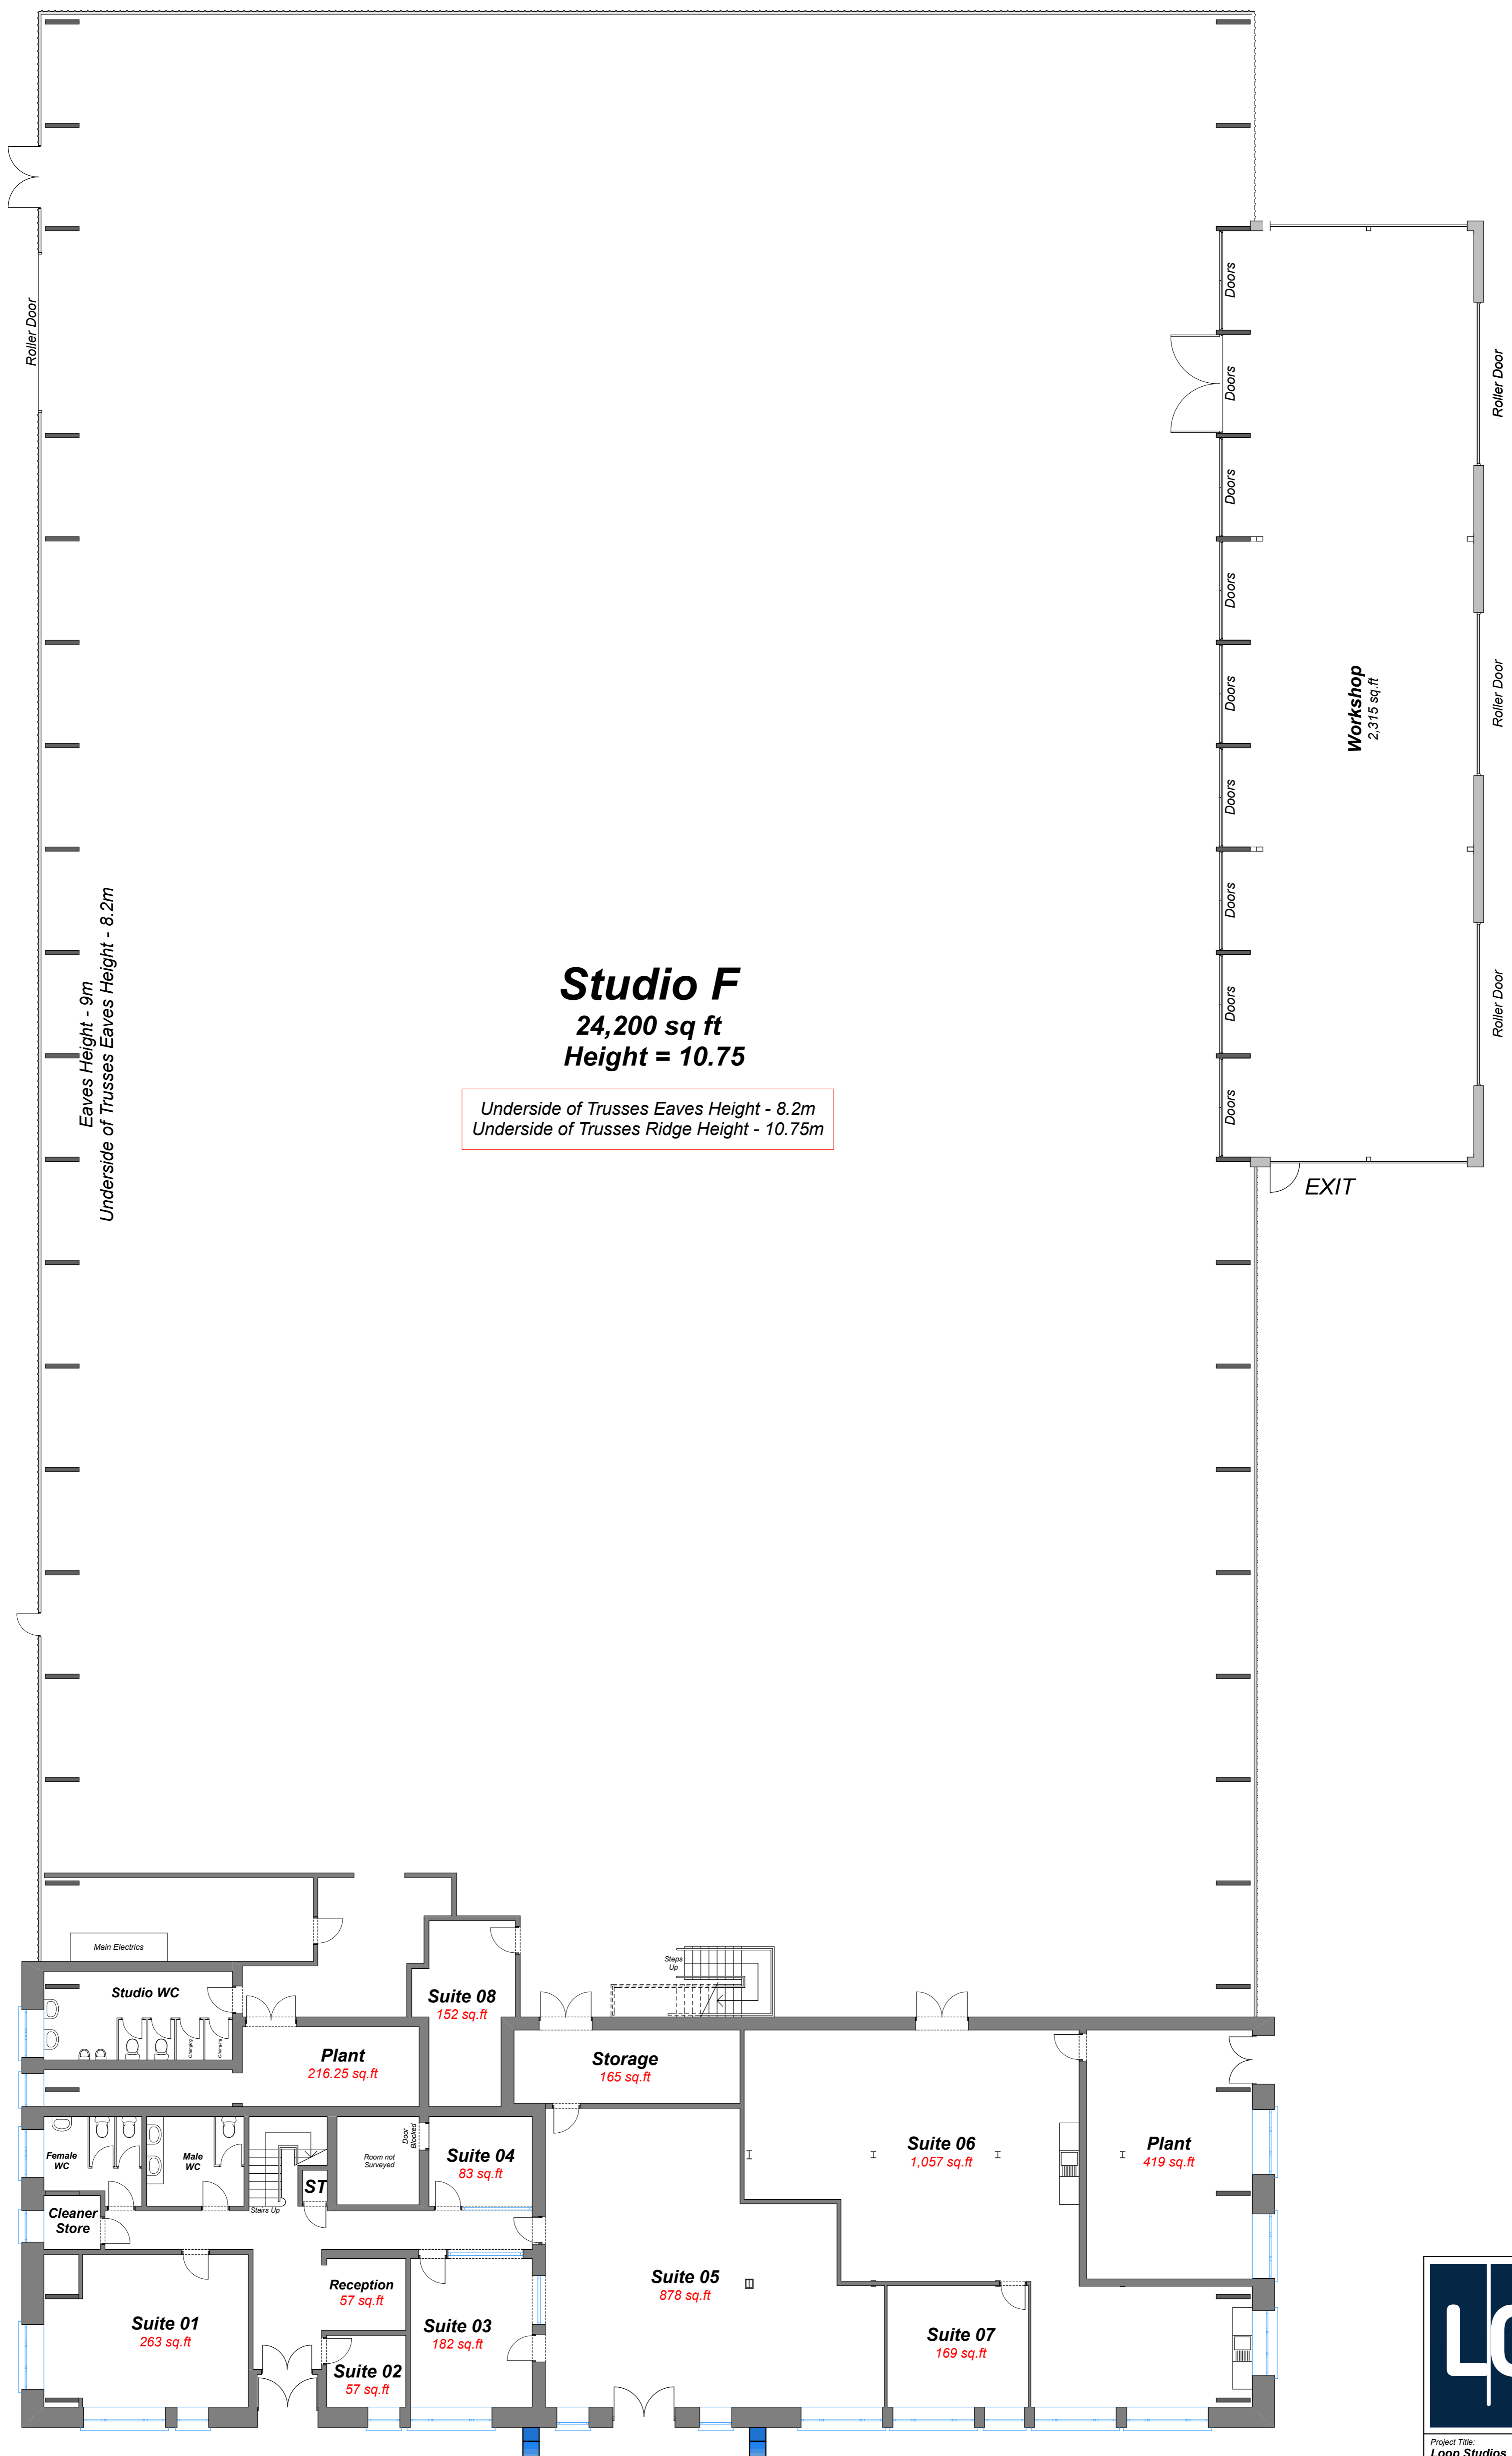 Roller Door
Doors
Doors
Doors
Doors
Doors
Doors
Doors
Doors
Doors
Roller Door
Roller Door
Roller Door
Workshop
2,315 sq.ft
EXIT
Eaves Height - 9m
Underside of Trusses Eaves Height - 8.2m
Studio F
24,200 sq ft
Height = 10.75
Underside of Trusses Eaves Height - 8.2m
Underside of Trusses Ridge Height - 10.75m
Main Electrics
Studio WC
Changing
Changing
Plant
216.25 sq.ft
Suite 08
152 sq.ft
Steps
Up
Storage
165 sq.ft
Female
WC
Male
WC
Stairs Up
ST
Room not
Surveyed
Door
Blocked
Suite 04
83 sq.ft
Suite 06
1,057 sq.ft
Plant
419 sq.ft
Cleaner
Store
Suite 01
263 sq.ft
Reception
57 sq.ft
Suite 02
57 sq.ft
Suite 03
182 sq.ft
Suite 05
878 sq.ft
Suite 07
169 sq.ft
Project Title:
Loop Studios